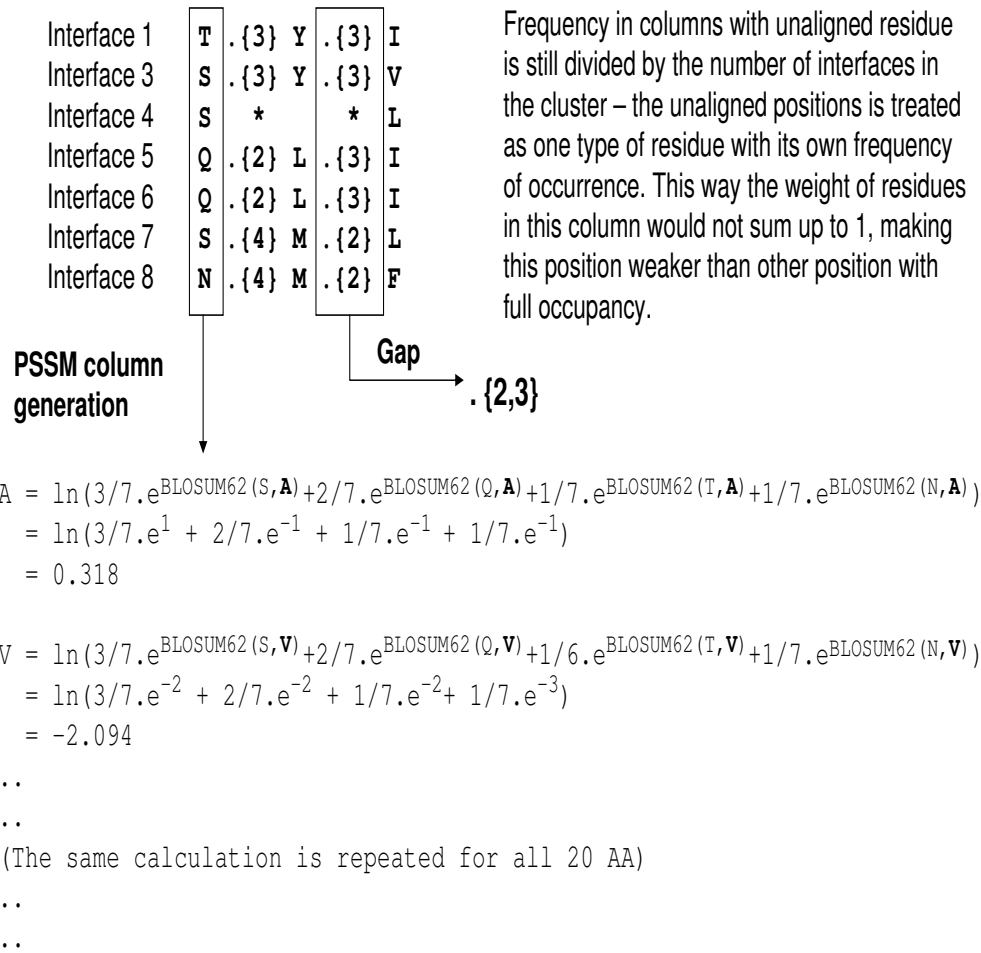 Interface 1 T .{3} Y .{3} I
Interface 3 S .{3} Y .{3} V
Interface 4 S * * L
Interface 5 Q .{2} L .{3} I
Interface 6 Q .{2} L .{3} I
Interface 7 S .{4} M .{2} L
Interface 8 N .{4} M .{2} F
Frequency in columns with unaligned residue
is still divided by the number of interfaces in
the cluster – the unaligned positions is treated
as one type of residue with its own frequency
of occurrence. This way the weight of residues
in this column would not sum up to 1, making
this position weaker than other position with
full occupancy.
PSSM column
generation
Gap
. {2,3}
A = ln(3/7.e^BLOSUM62(S,A)+2/7.e^BLOSUM62(Q,A)+1/7.e^BLOSUM62(T,A)+1/7.e^BLOSUM62(N,A))
= ln(3/7.e^1 + 2/7.e^-1 + 1/7.e^-1 + 1/7.e^-1)
= 0.318
V = ln(3/7.e^BLOSUM62(S,V)+2/7.e^BLOSUM62(Q,V)+1/6.e^BLOSUM62(T,V)+1/7.e^BLOSUM62(N,V))
= ln(3/7.e^-2 + 2/7.e^-2 + 1/7.e^-2+ 1/7.e^-3)
= -2.094
..
..
(The same calculation is repeated for all 20 AA)
..
..